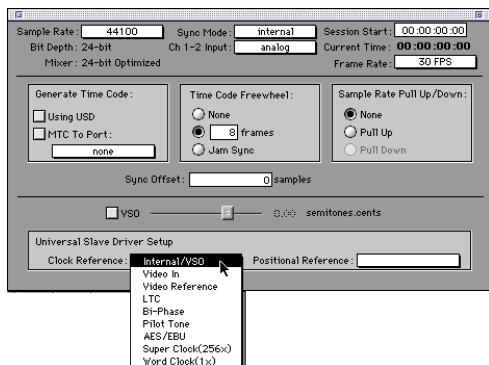 Sample Rate: 44100 Sync Mode: internal Session Start: 00:00:00:00
Bit Depth: 24-bit Ch 1-2 Input: analog Current Time: 00:00:00:00
Mixer: 24-bit Optimized Frame Rate: 30 FPS
Generate Time Code: Time Code Freewheel: Sample Rate Pull Up/Down:
Using USD None None
MTC To Port: 8 frames Pull Up
none Jam Sync Pull Down
Sync Offset: 0 samples
VSO 0.00 semitones.cents
Universal Slave Driver Setup
Clock Reference: Internal/VSO Positional Reference:
Video In
Video Reference
LTC
Bi-Phase
Pilot Tone
AES/EBU
Super Clock(256x)
Word Clock(1x)